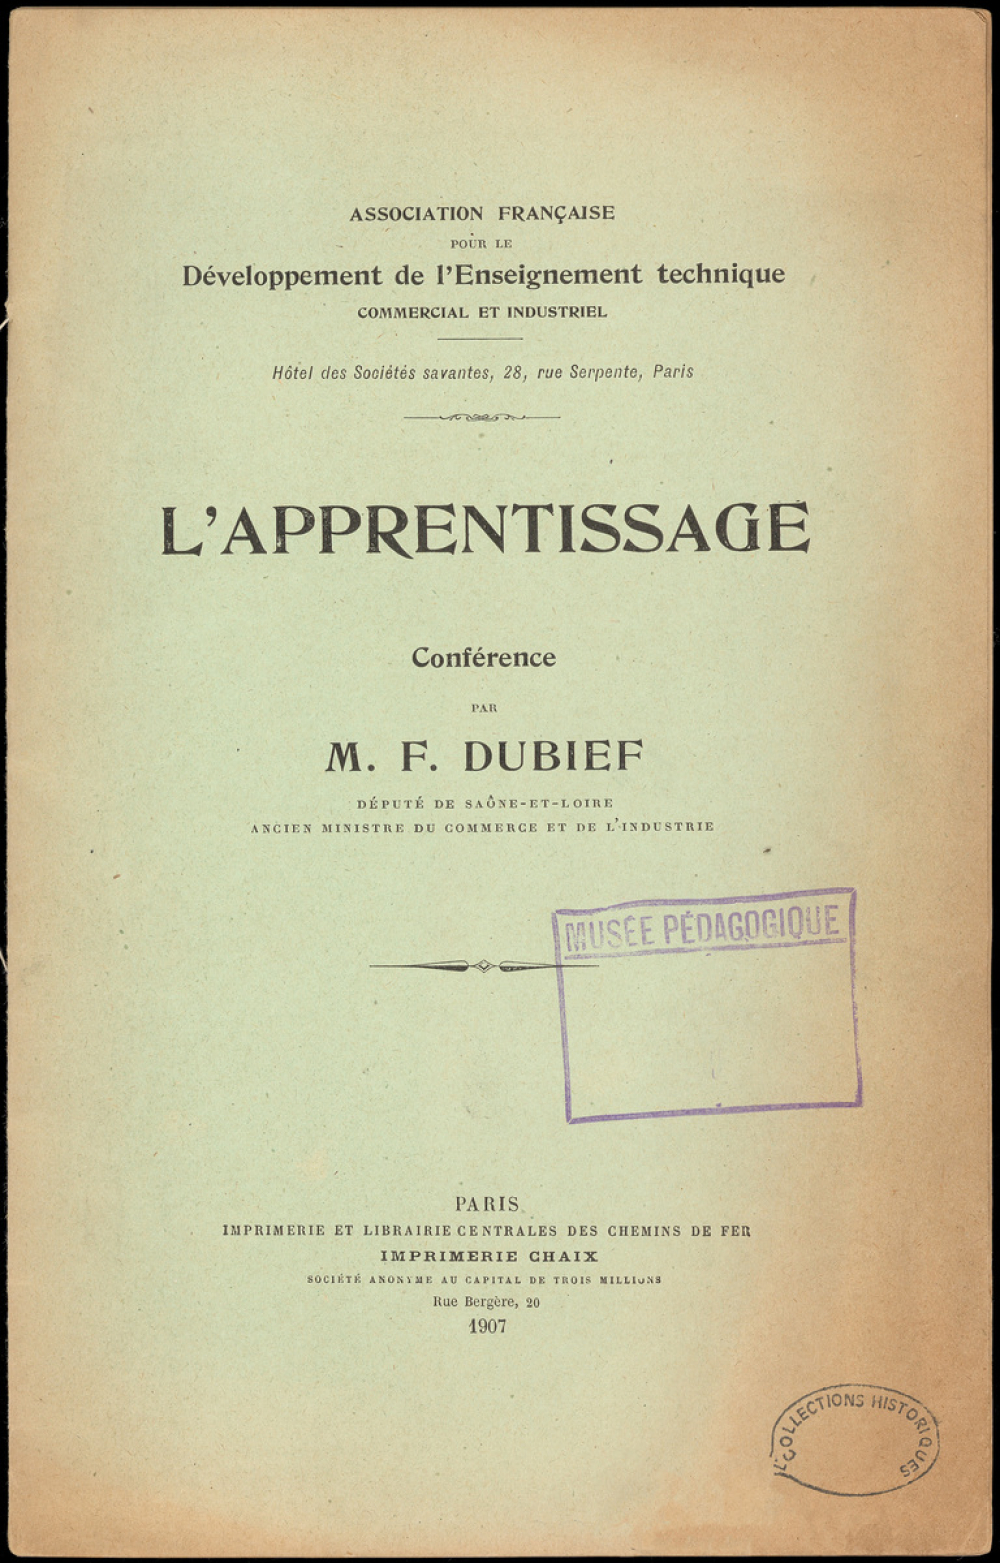 ASSOCIATION FRANÇAISE
POUR LE
Développement de l'Enseignement technique
COMMERCIAL ET INDUSTRIEL
Hôtel des Sociétés savantes, 28, rue Serpente, Paris
L'APPRENTISSAGE
Conférence
PAR
M. F. DUBIEF
DÉPUTÉ DE SAÔNE-ET-LOIRE
ANCIEN MINISTRE DU COMMERCE ET DE L'INDUSTRIE
MUSÉE PÉDAGOGIQUE
PARIS
IMPRIMERIE ET LIBRAIRIE CENTRALES DES CHEMINS DE FER
IMPRIMERIE CHAIX
SOCIÉTÉ ANONYME AU CAPITAL DE TROIS MILLIONS
Rue Bergère, 20
1907
COLLECTIONS HISTORIQUES